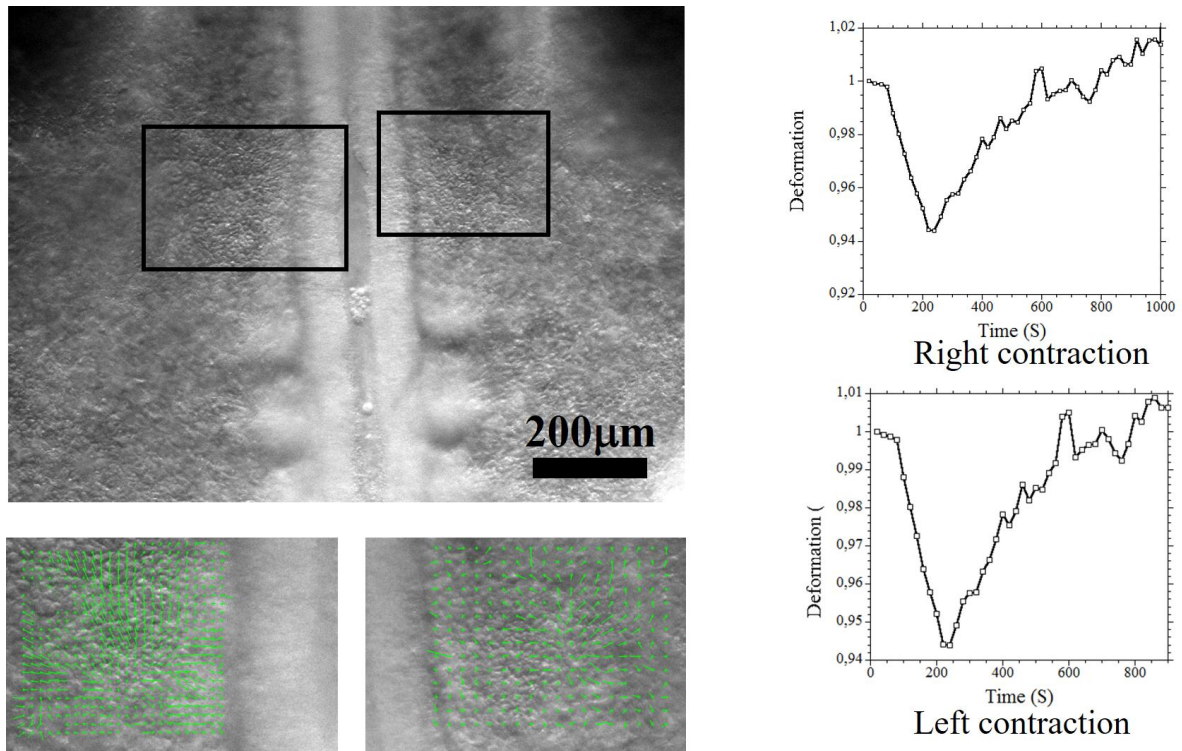 200μm
1,02
1
0,98
0,96
0,94
0,92
Deformation
0 200 400 600 800 1000
Time (S)
Right contraction
1,01
1
0,99
0,98
0,97
0,96
0,95
0,94
Deformation (
0 200 400 600 800
Time (S)
Left contraction